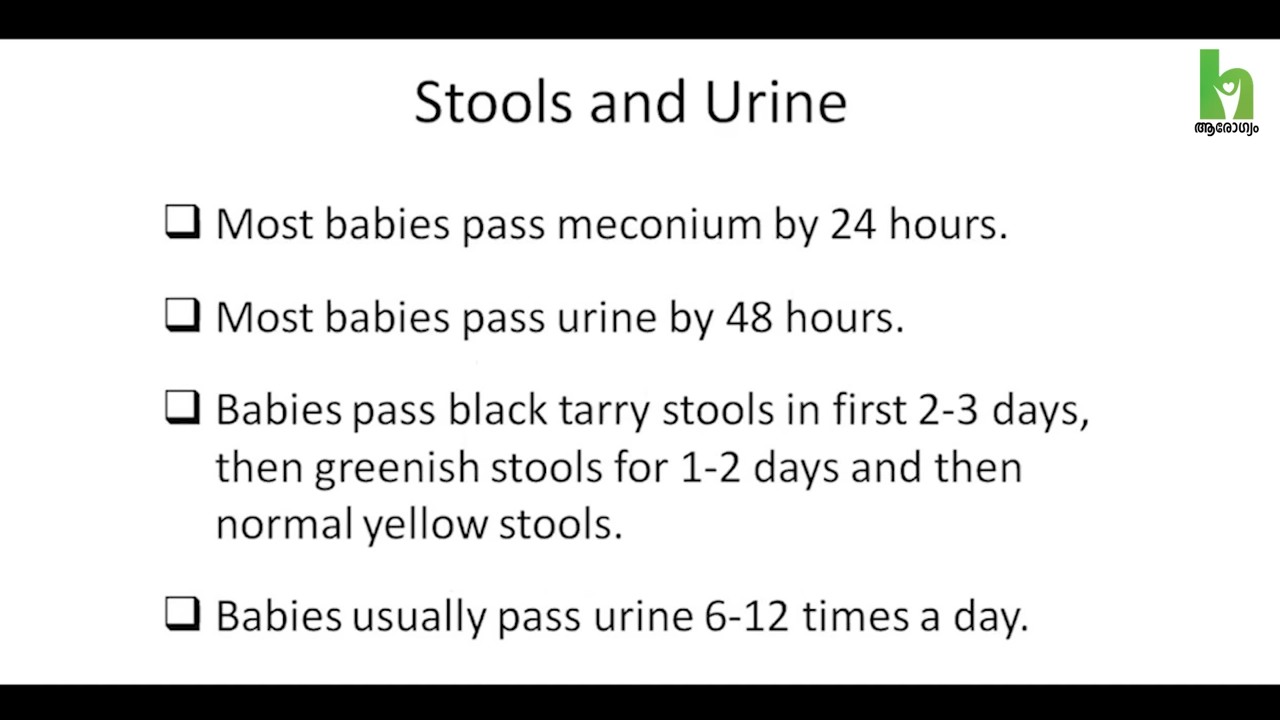 Stools and Urine
ആരോഗ്യം
❑ Most babies pass meconium by 24 hours.
❑ Most babies pass urine by 48 hours.
❑ Babies pass black tarry stools in first 2-3 days,
then greenish stools for 1-2 days and then
normal yellow stools.
❑ Babies usually pass urine 6-12 times a day.